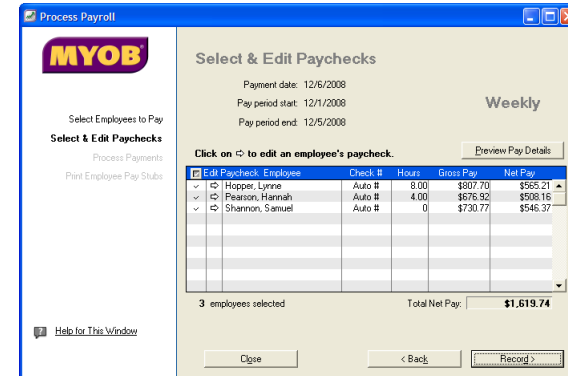 Process Payroll
MYOB
Select & Edit Paychecks
Payment date: 12/6/2008
Pay period start: 12/1/2008
Weekly
Pay period end: 12/5/2008
Select Employees to Pay
Select & Edit Paychecks
Process Payments
Print Employee Pay Stubs
Click on ⇨ to edit an employee's paycheck.
Preview Pay Details
Edit Paycheck Employee Check # Hours Gross Pay Net Pay
Hopper, Lynne Auto # 8.00 $807.70 $565.21
Pearson, Hannah Auto # 4.00 $676.92 $508.16
Shannon, Samuel Auto # 0 $730.77 $546.37
3 employees selected Total Net Pay: $1,619.74
Help for This Window
Close < Back Record >